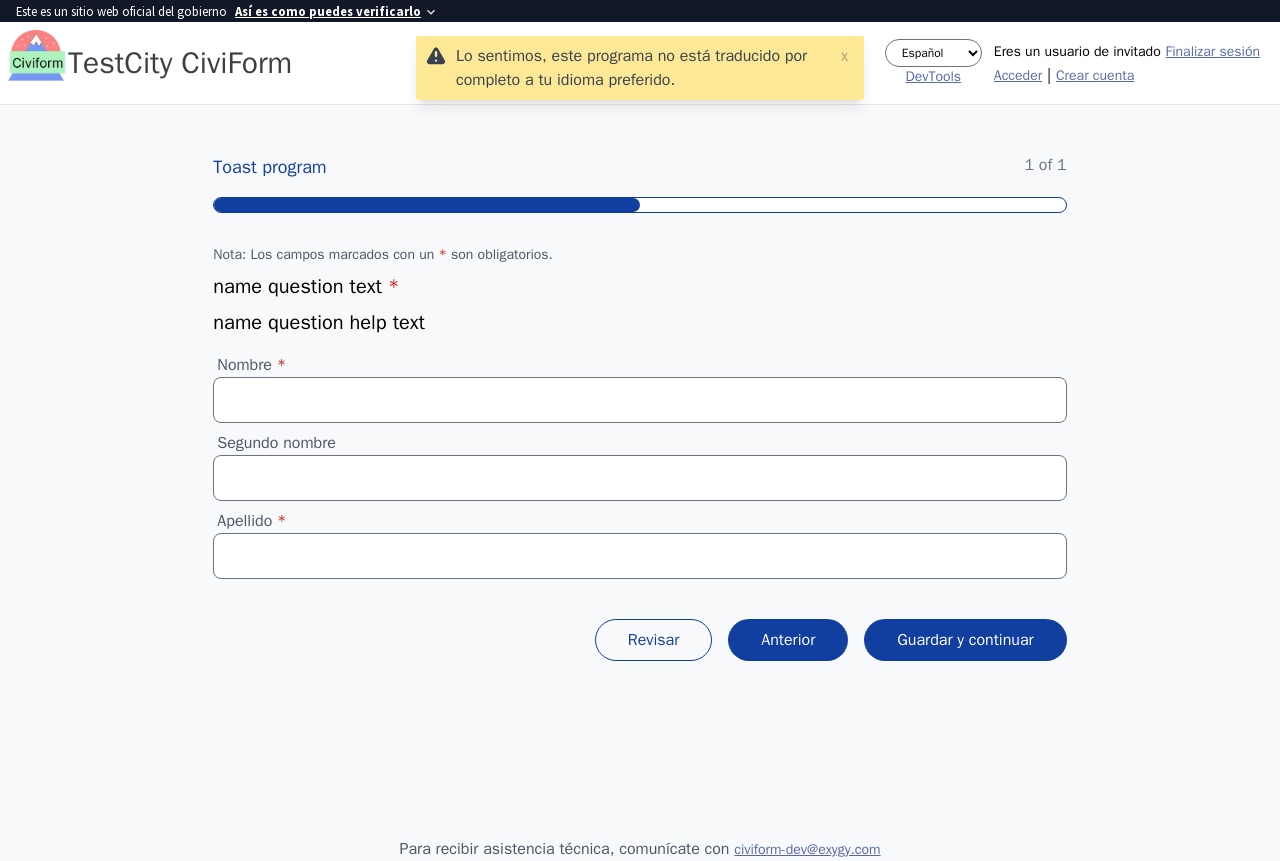 Este es un sitio web oficial del gobierno Así es como puedes verificarlo
Civiform TestCity CiviForm
Lo sentimos, este programa no está traducido por
completo a tu idioma preferido.
x
Español
DevTools
Eres un usuario de invitado Finalizar sesión
Acceder | Crear cuenta
Toast program
1 of 1
Nota: Los campos marcados con un * son obligatorios.
name question text *
name question help text
Nombre *
Segundo nombre
Apellido *
Revisar
Anterior
Guardar y continuar
Para recibir asistencia técnica, comunícate con civiform-dev@exygy.com